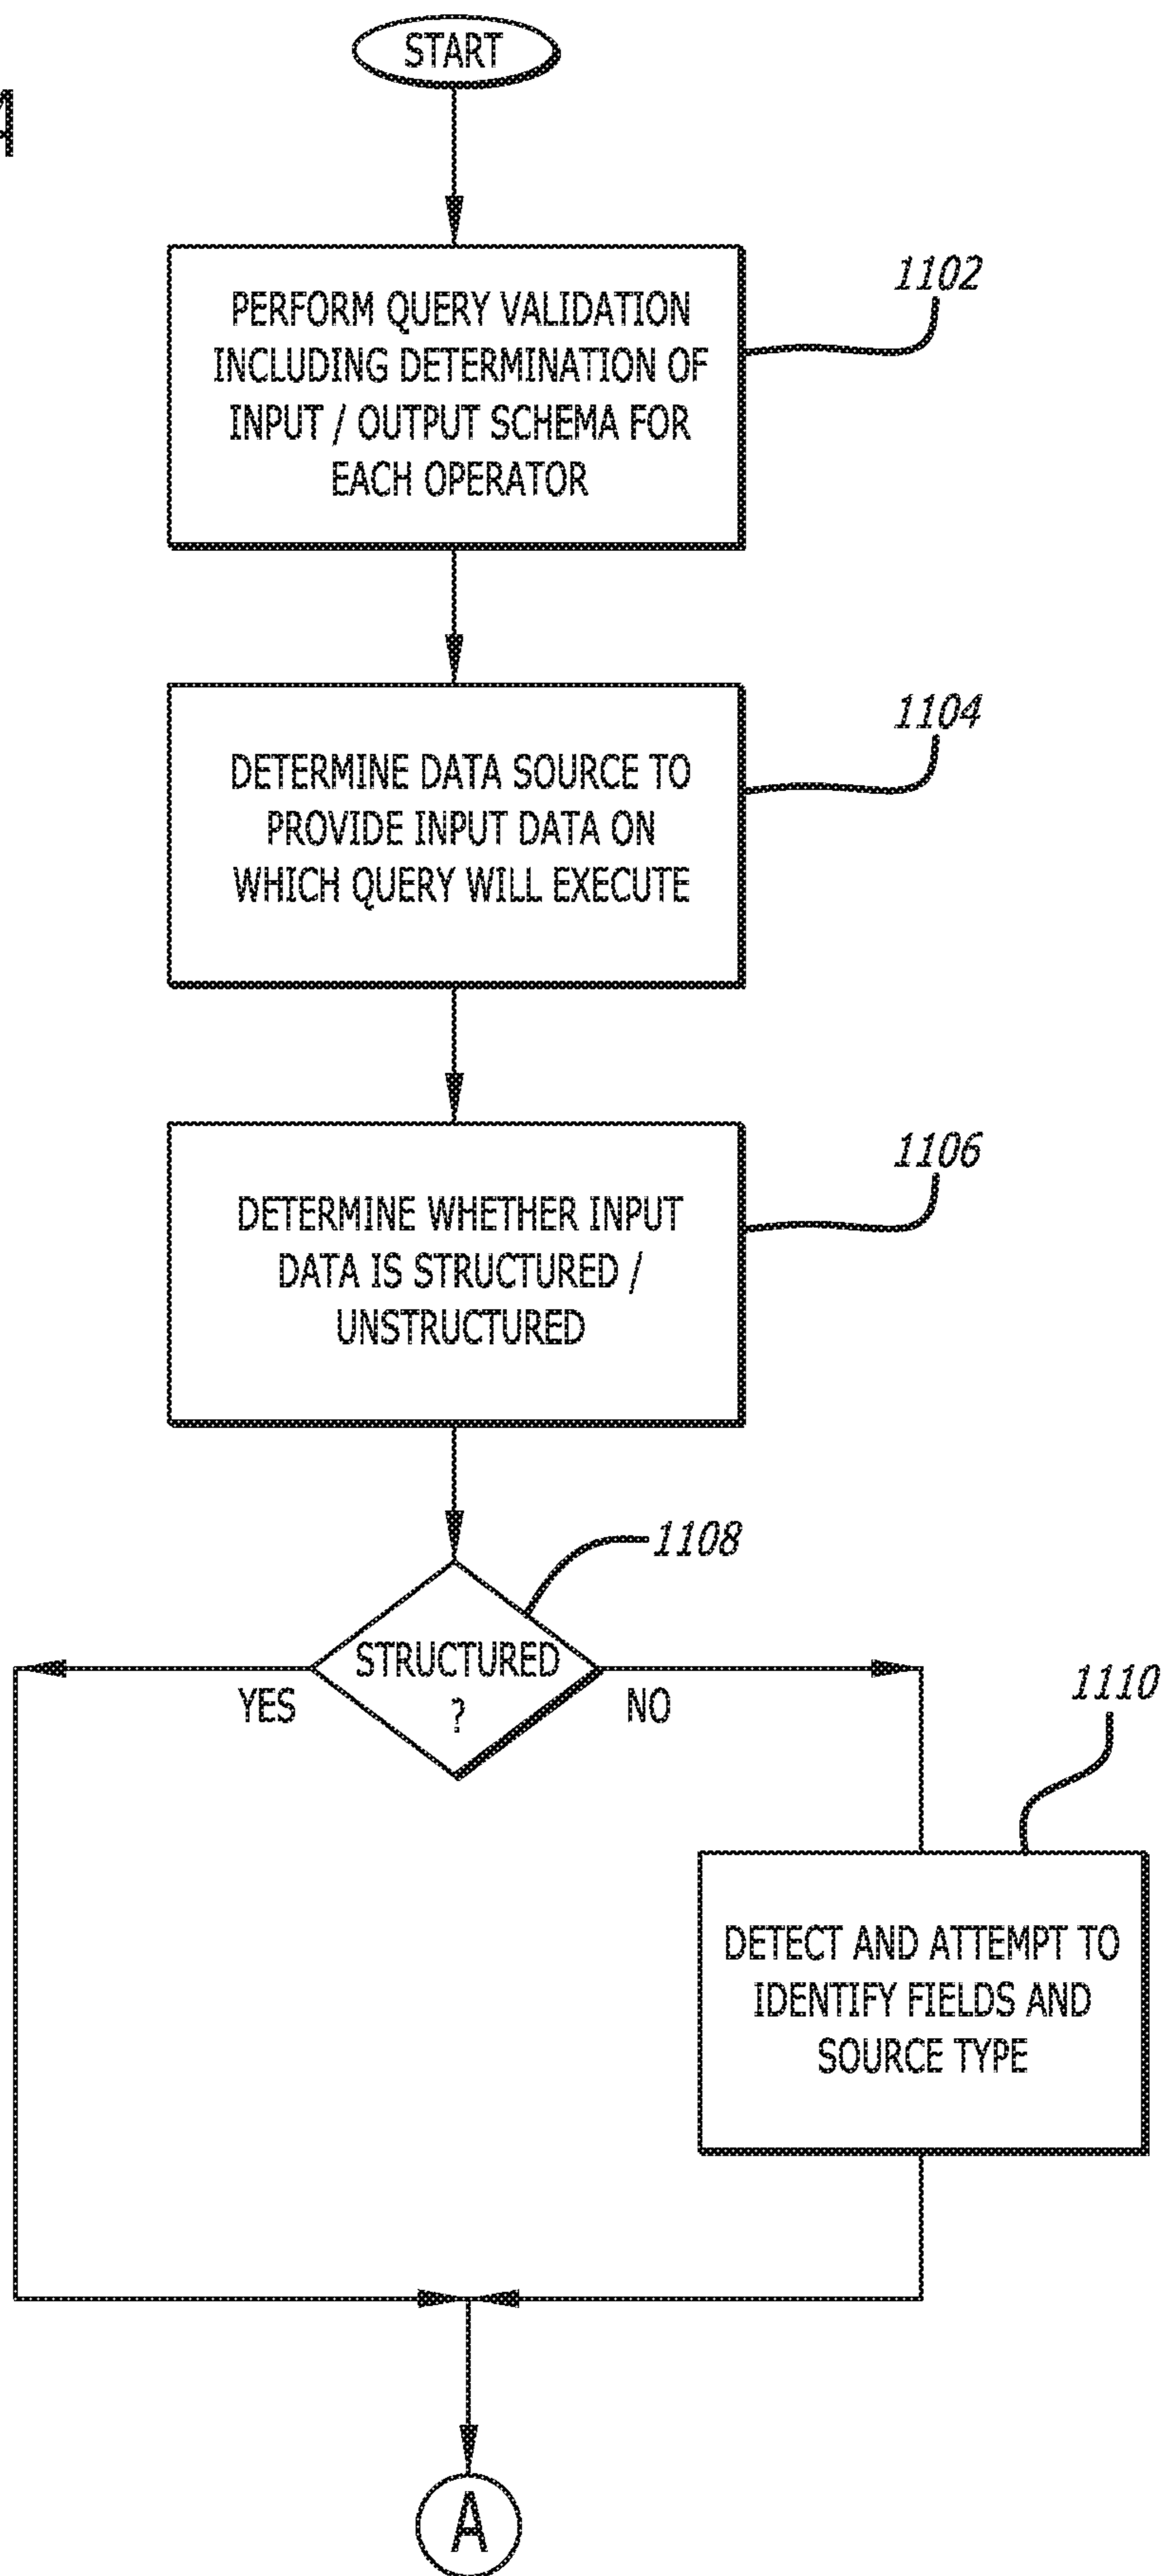 START
1102
PERFORM QUERY VALIDATION
INCLUDING DETERMINATION OF
INPUT / OUTPUT SCHEMA FOR
EACH OPERATOR
1104
DETERMINE DATA SOURCE TO
PROVIDE INPUT DATA ON
WHICH QUERY WILL EXECUTE
1106
DETERMINE WHETHER INPUT
DATA IS STRUCTURED /
UNSTRUCTURED
1108
STRUCTURED
?
YES
NO
1110
DETECT AND ATTEMPT TO
IDENTIFY FIELDS AND
SOURCE TYPE
A